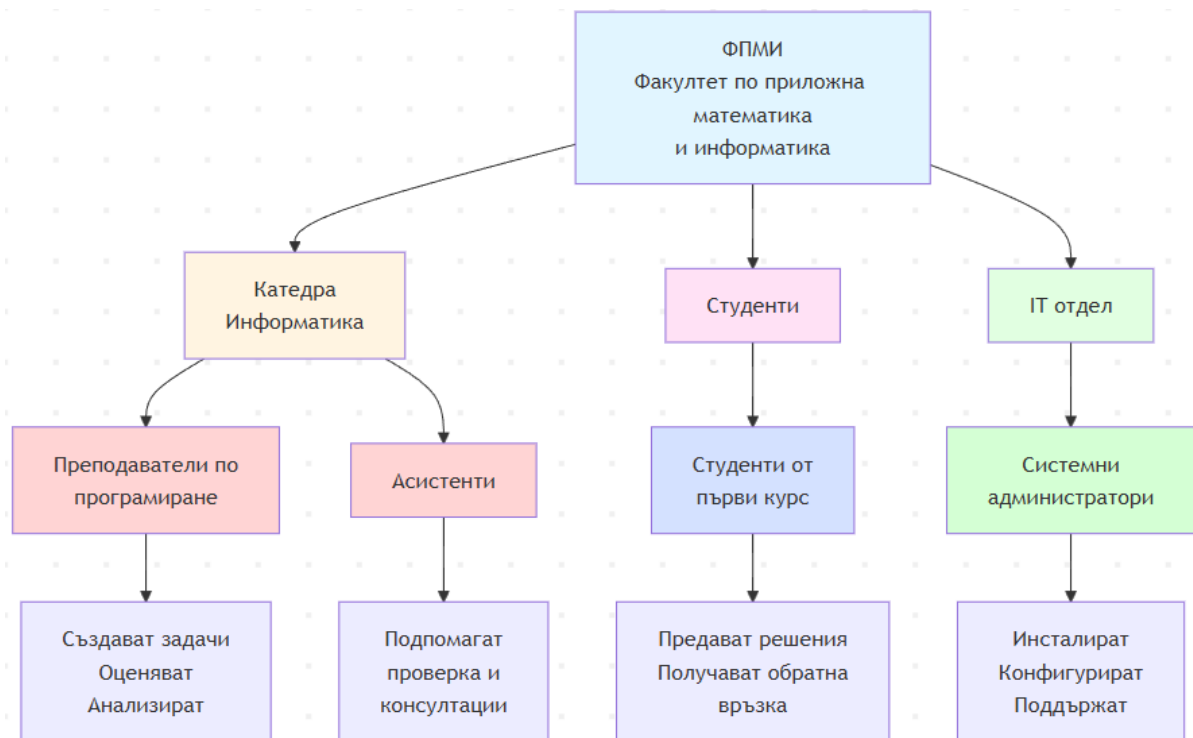 ФПМИ
Факултет по приложна
математика
и информатика
Катедра
Информатика
Студенти
IT отдел
Преподаватели по
програмиране
Асистенти
Студенти от
първи курс
Системни
администратори
Създават задачи
Оценяват
Анализират
Подпомагат
проверка и
консултации
Предават решения
Получават обратна
връзка
Инсталират
Конфигурират
Поддържат